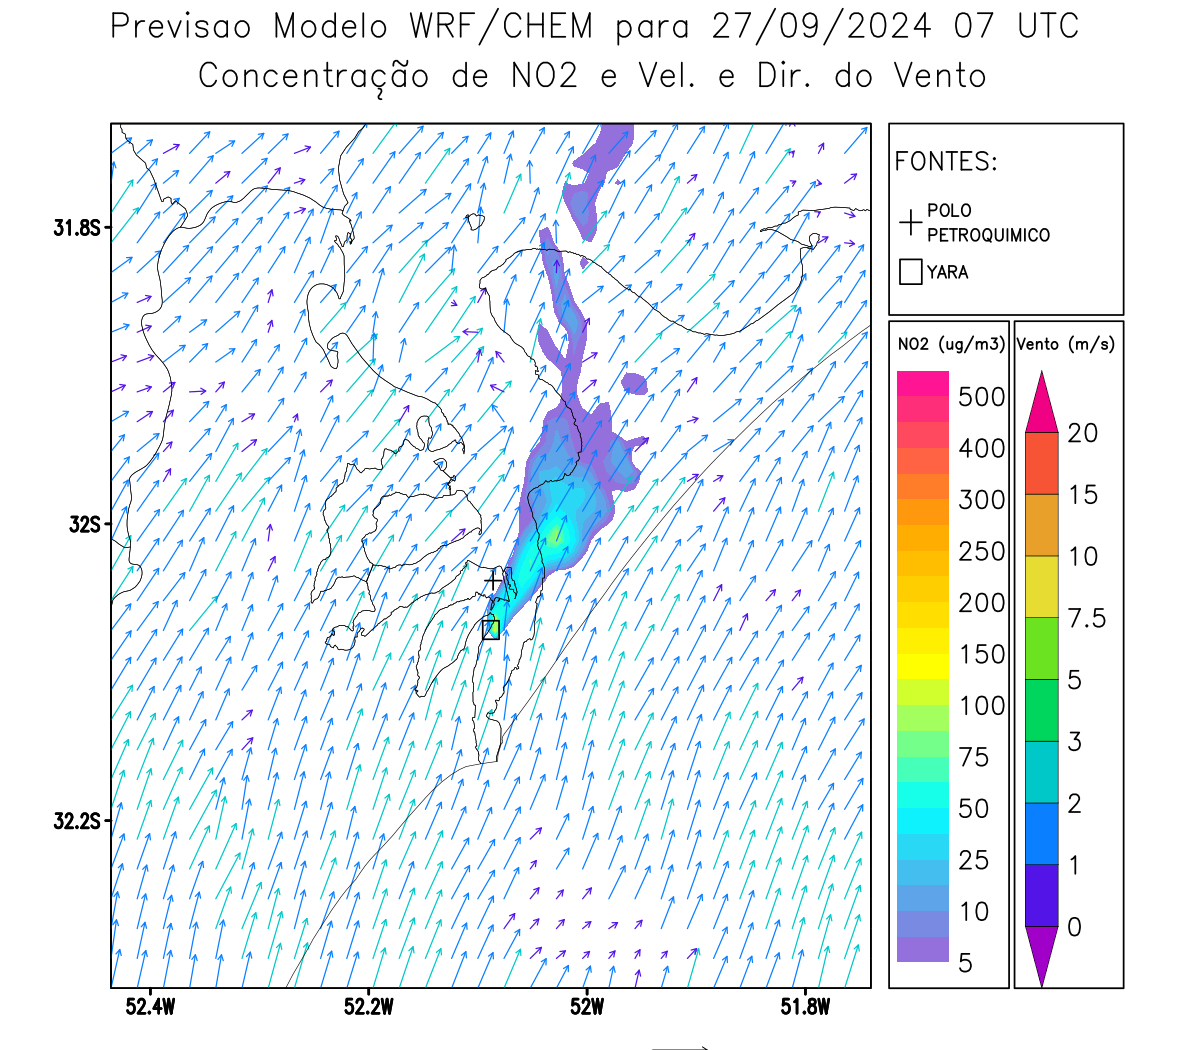 Previsao Modelo WRF/CHEM para 27/09/2024 07 UTC
Concentração de NO2 e Vel. e Dir. do Vento
FONTES:
POLO
PETROQUIMICO
YARA
31.8S
32S
32.2S
52.4W
52.2W
52W
51.8W
NO2 (ug/m3)
500
400
300
250
200
150
100
75
50
25
10
5
Vento (m/s)
20
15
10
7.5
5
3
2
1
0